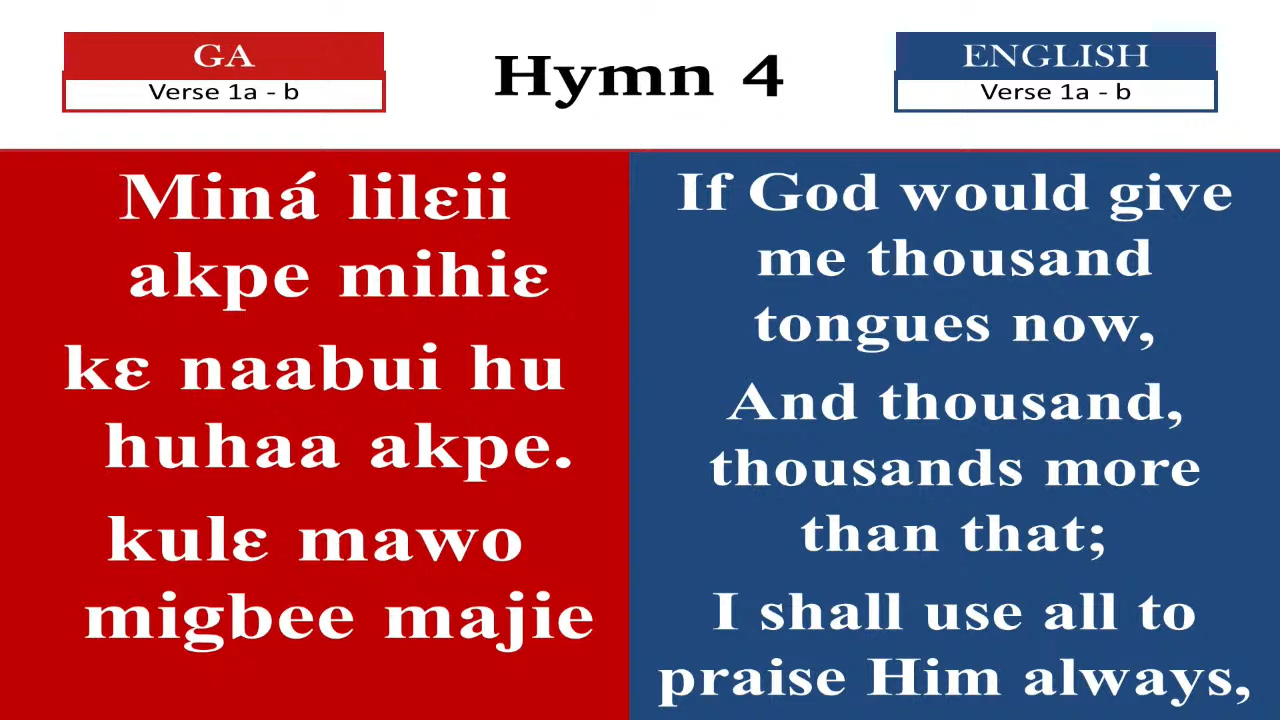 GA
Verse 1a - b
Hymn 4
ENGLISH
Verse 1a - b
Miná lilɛii
akpe mihiɛ
kɛ naabui hu
huhaa akpe.
kulɛ mawo
migbee majie
If God would give
me thousand
tongues now,
And thousand,
thousands more
than that;
I shall use all to
praise Him always,